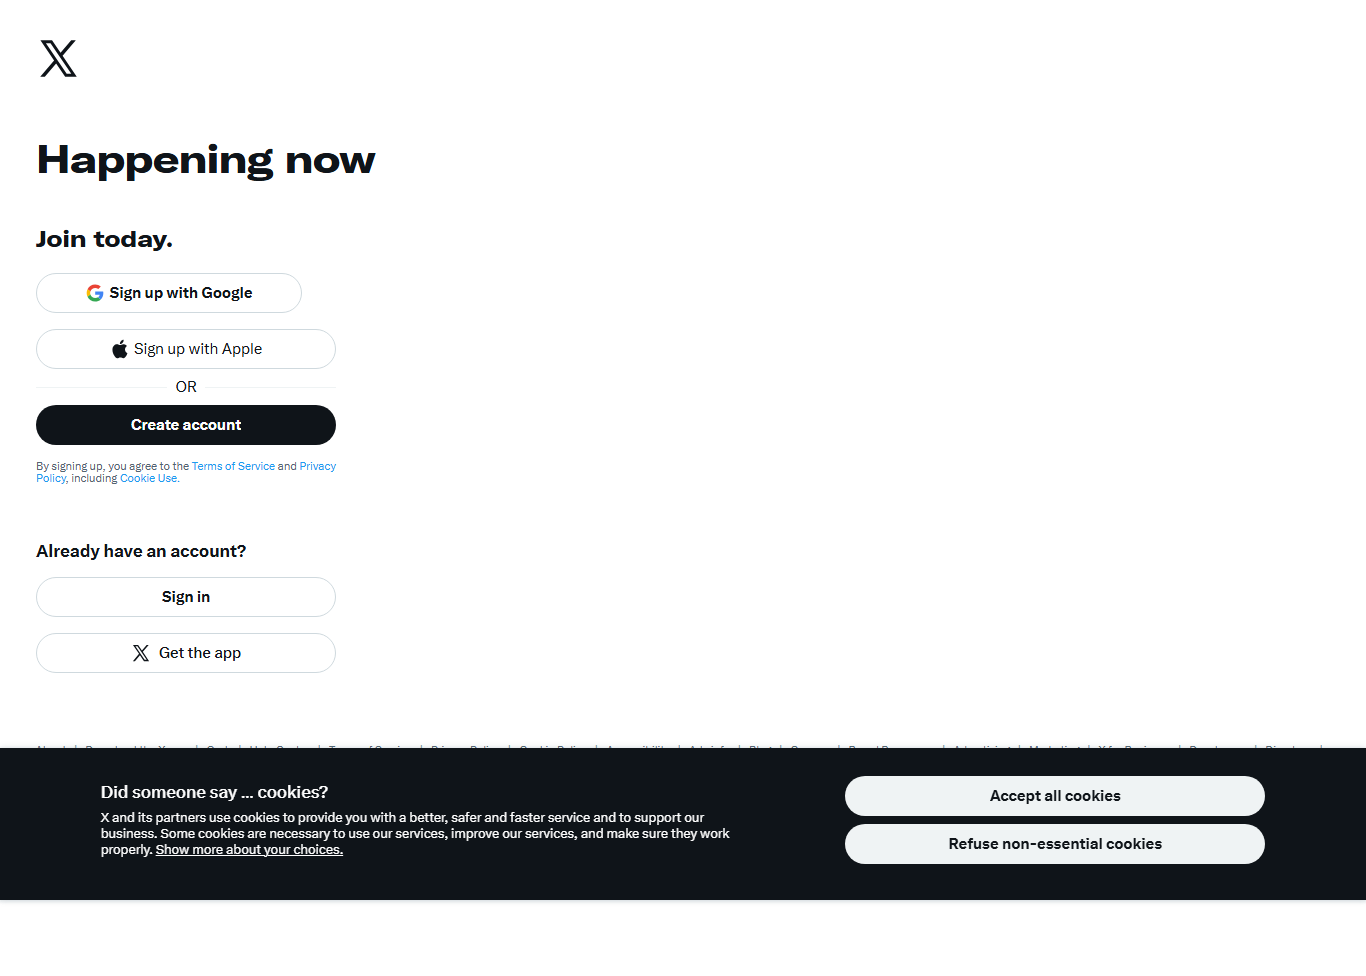 Happening now
Join today.
Sign up with Google
Sign up with Apple
OR
Create account
By signing up, you agree to the Terms of Service and Privacy
Policy, including Cookie Use.
Already have an account?
Sign in
Get the app
Did someone say … cookies?
X and its partners use cookies to provide you with a better, safer and faster service and to support our
business. Some cookies are necessary to use our services, improve our services, and make sure they work
properly. Show more about your choices.
Accept all cookies
Refuse non-essential cookies